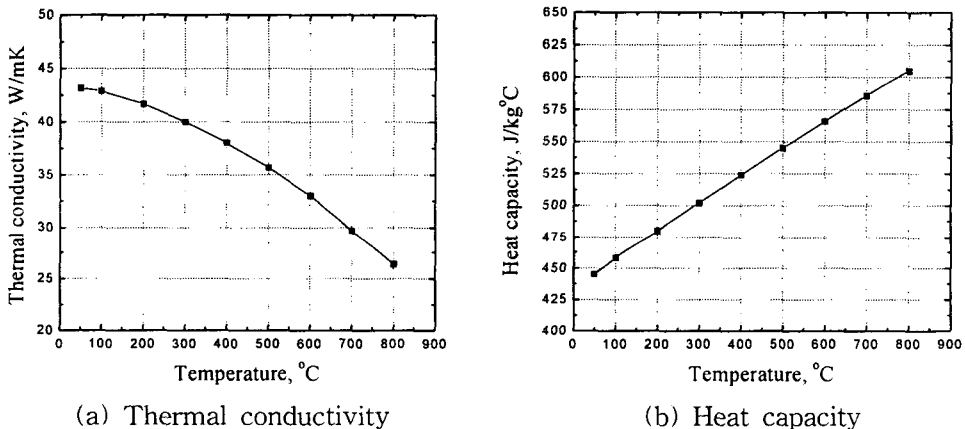 Thermal conductivity, W/mK
50
45
40
35
30
25
20
0 100 200 300 400 500 600 700 800 900
Temperature, °C
(a) Thermal conductivity
Heat capacity, J/kg°C
650
625
600
575
550
525
500
475
450
425
400
0 100 200 300 400 500 600 700 800 900
Temperature, °C
(b) Heat capacity